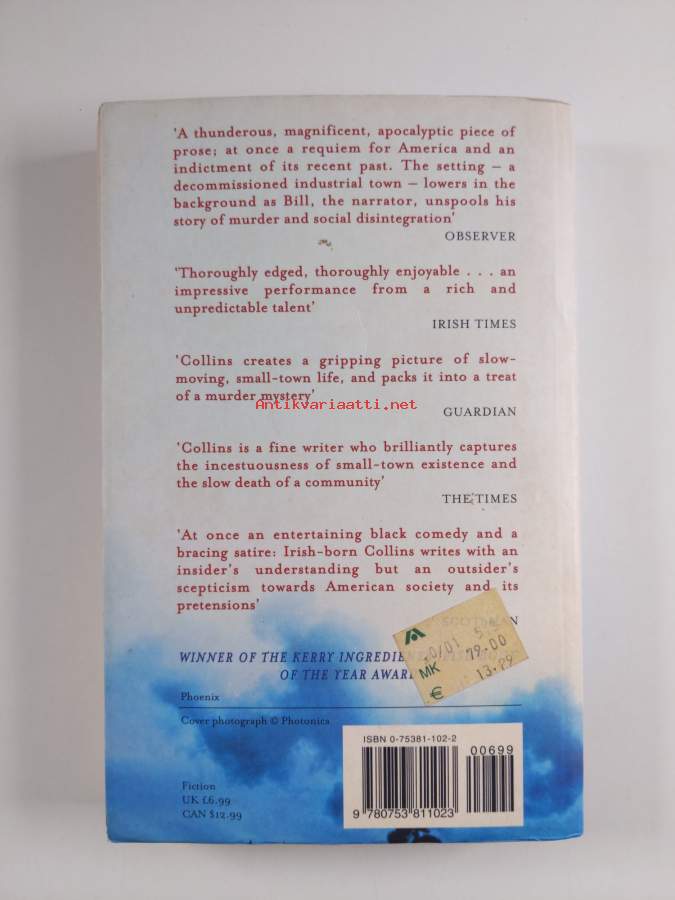 'A thunderous, magnificent, apocalyptic piece of
prose; at once a requiem for America and an
indictment of its recent past. The setting – a
decommissioned industrial town – lowers in the
background as Bill, the narrator, unspools his
story of murder and social disintegration'
OBSERVER
'Thoroughly edged, thoroughly enjoyable . . . an
impressive performance from a rich and
unpredictable talent'
IRISH TIMES
'Collins creates a gripping picture of slow-
moving, small-town life, and packs it into a treat
of a murder mystery'
Antikvariaatti.net
GUARDIAN
'Collins is a fine writer who brilliantly captures
the incestuousness of small-town existence and
the slow death of a community'
THE TIMES
'At once an entertaining black comedy and a
bracing satire: Irish-born Collins writes with an
insider's understanding but an outsider's
scepticism towards American society and its
pretensions'
WINNER OF THE KERRY
OF THE YEAR
MK 79.00
€ 13.29
Phoenix
Cover photograph © Photonica
ISBN 0-75381-102-2
00699
9 780753 811023
Fiction
UK £6.99
CAN $12.99